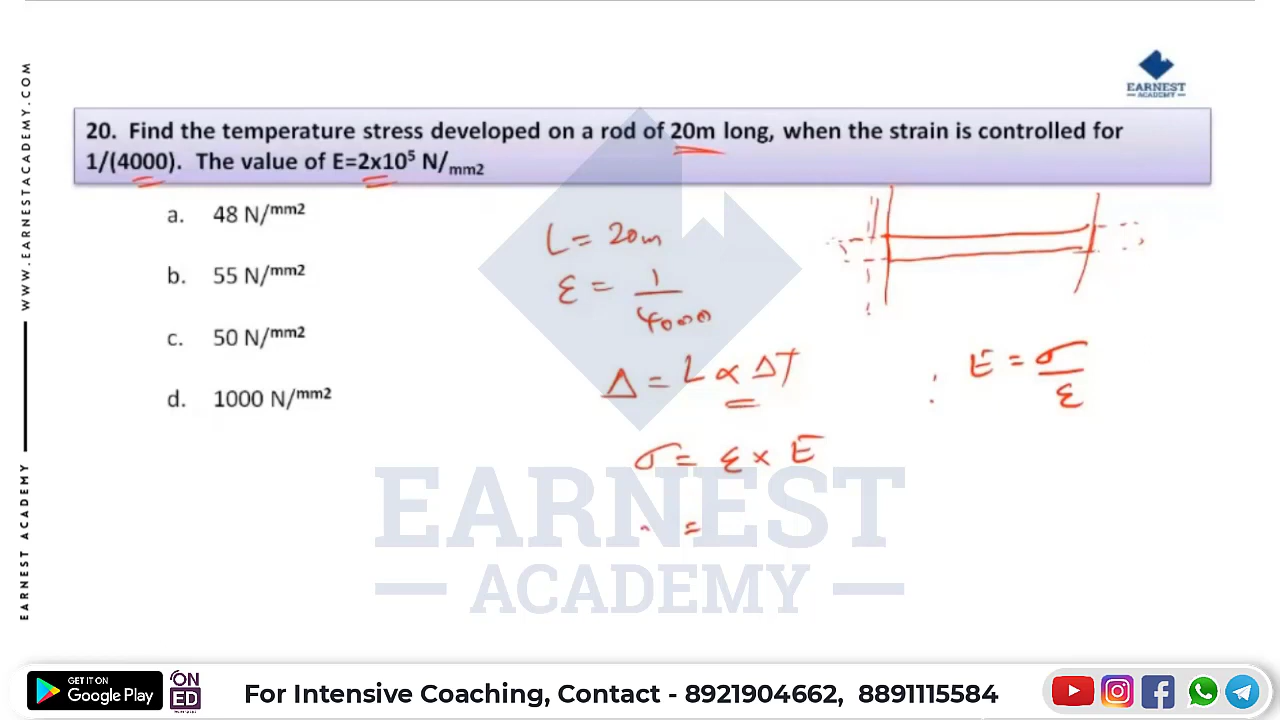 WWW.EARNESTACADEMY.COM
EARNEST ACADEMY
EARNEST
ACADEMY
20. Find the temperature stress developed on a rod of 20m long, when the strain is controlled for
1/(4000). The value of E=2x10⁵ N/mm2
a. 48 N/mm2
b. 55 N/mm2
c. 50 N/mm2
d. 1000 N/mm2
L = 20m
ε = 1/4000
Δ = L α ΔT
E = σ/ε
σ = ε x E
=
EARNEST
ACADEMY
GET IT ON
Google Play
ON
ED
For Intensive Coaching, Contact - 8921904662, 8891115584